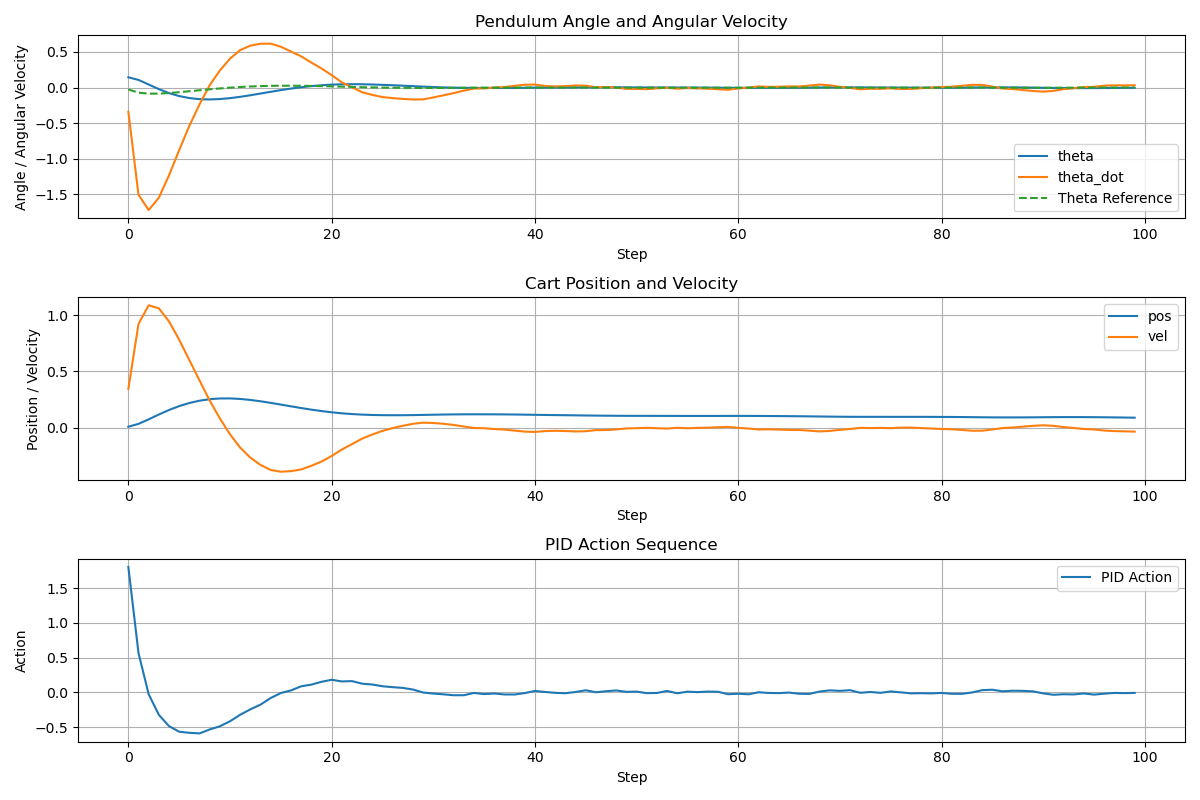 Pendulum Angle and Angular Velocity
Angle / Angular Velocity
0.5
0.0
−0.5
−1.0
−1.5
theta
theta_dot
Theta Reference
0 20 40 60 80 100
Step
Cart Position and Velocity
Position / Velocity
1.0
0.5
0.0
pos
vel
0 20 40 60 80 100
Step
PID Action Sequence
Action
1.5
1.0
0.5
0.0
−0.5
PID Action
0 20 40 60 80 100
Step